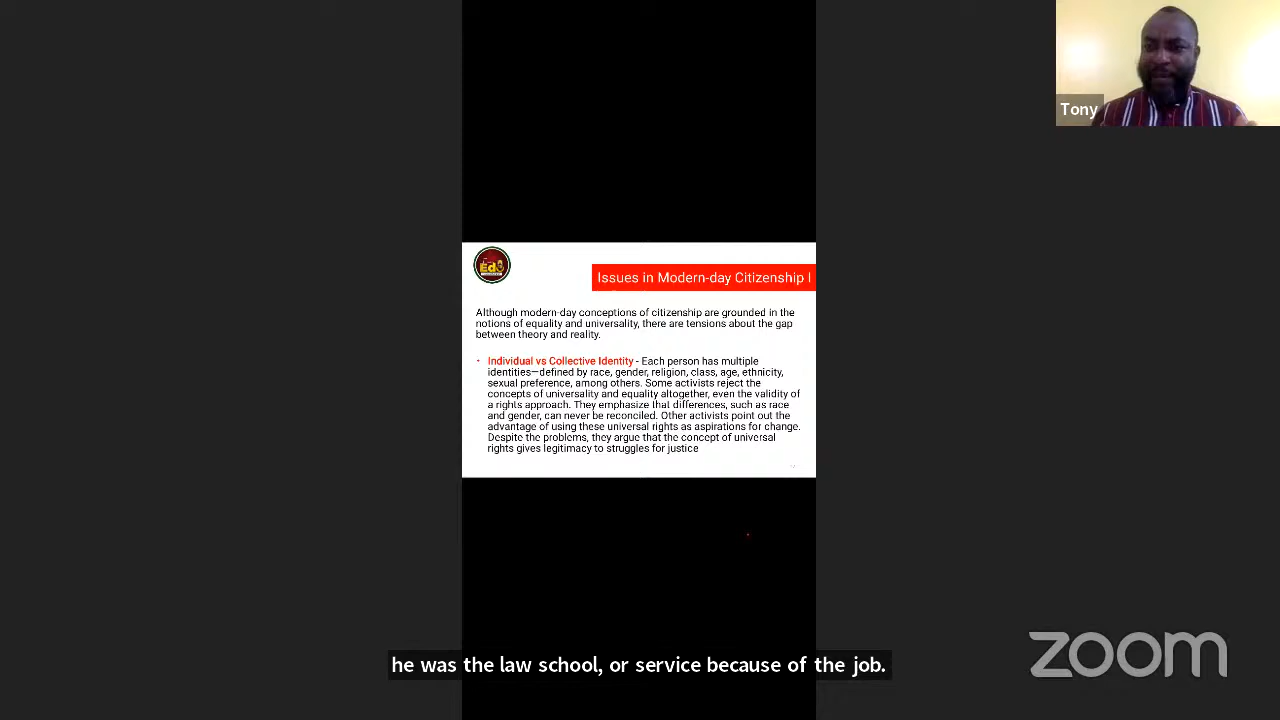 Tony
Edo
Issues in Modern-day Citizenship I
Although modern-day conceptions of citizenship are grounded in the
notions of equality and universality, there are tensions about the gap
between theory and reality.
- Individual vs Collective Identity - Each person has multiple
identities—defined by race, gender, religion, class, age, ethnicity,
sexual preference, among others. Some activists reject the
concepts of universality and equality altogether, even the validity of
a rights approach. They emphasize that differences, such as race
and gender, can never be reconciled. Other activists point out the
advantage of using these universal rights as aspirations for change.
Despite the problems, they argue that the concept of universal
rights gives legitimacy to struggles for justice
he was the law school, or service because of the job.
zoom